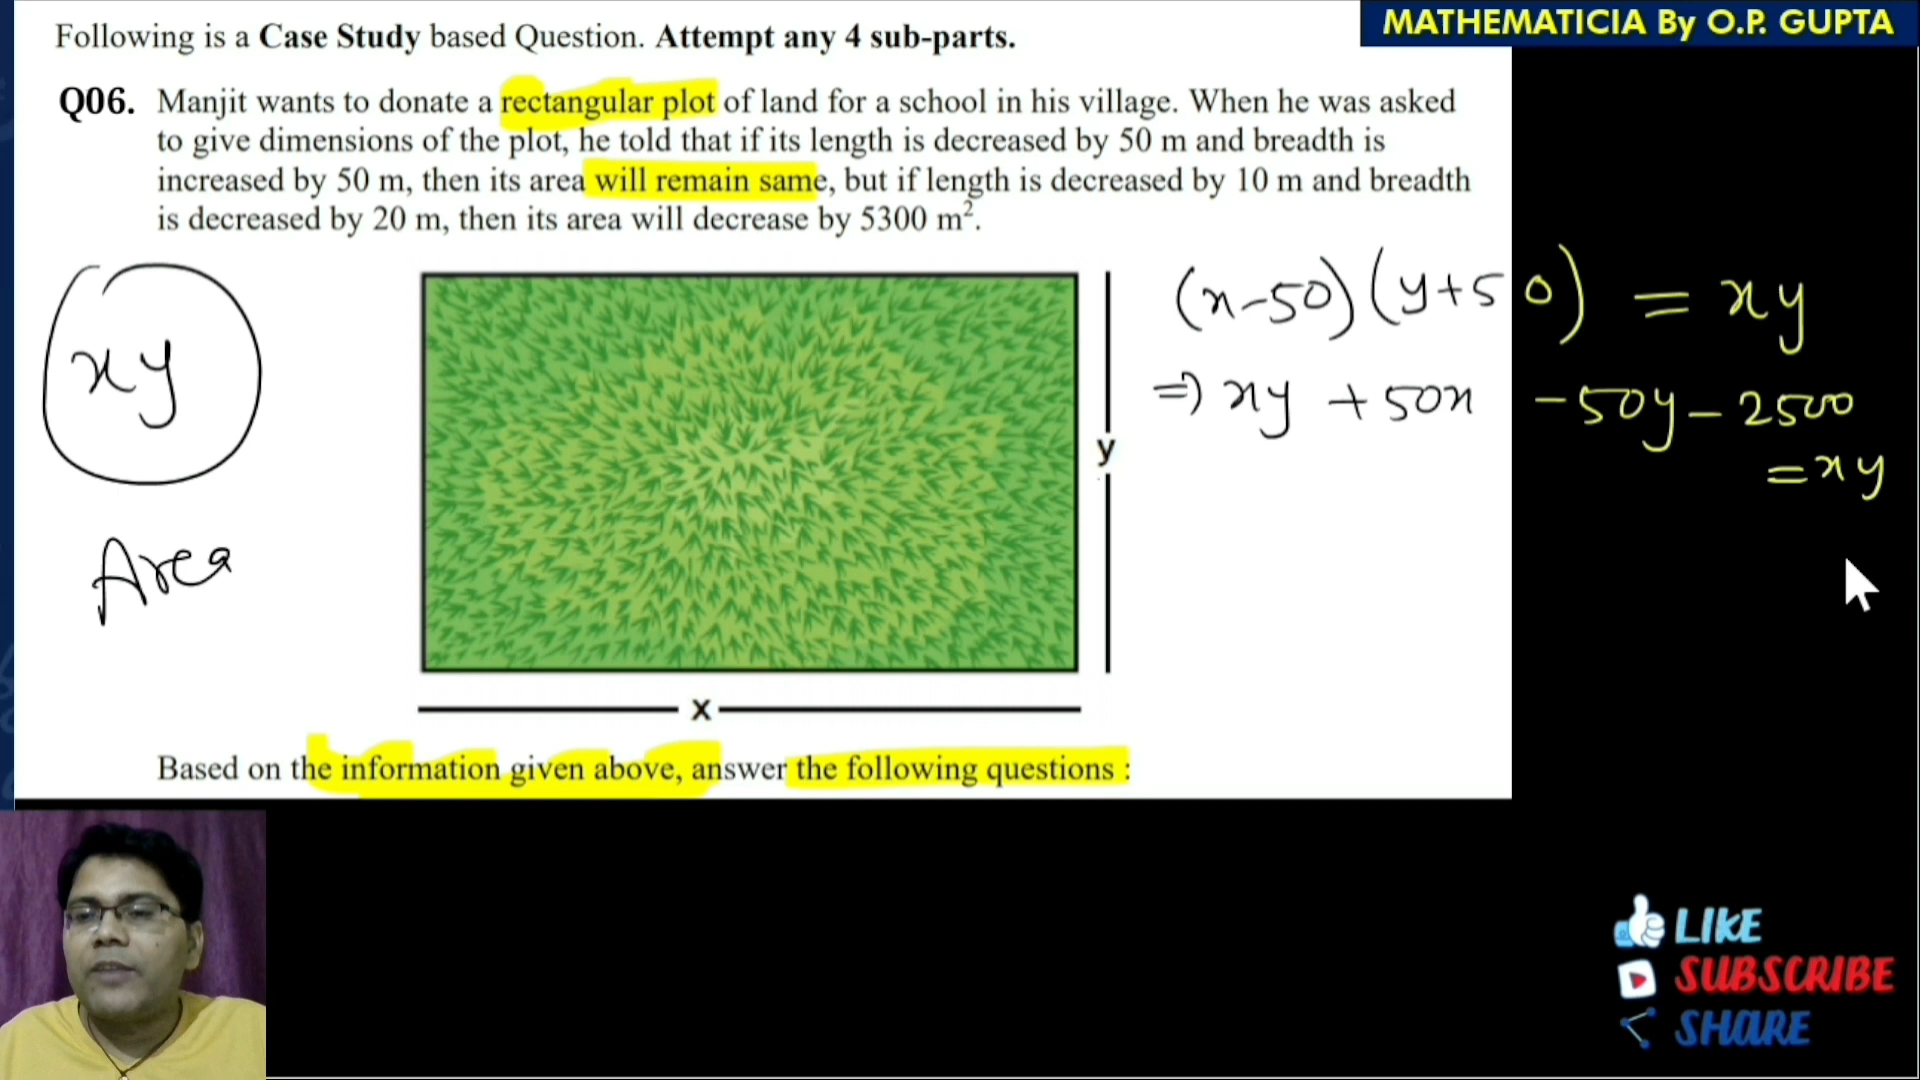 MATHEMATICIA By O.P. GUPTA
Following is a Case Study based Question. Attempt any 4 sub-parts.
Q06. Manjit wants to donate a rectangular plot of land for a school in his village. When he was asked
to give dimensions of the plot, he told that if its length is decreased by 50 m and breadth is
increased by 50 m, then its area will remain same, but if length is decreased by 10 m and breadth
is decreased by 20 m, then its area will decrease by 5300 m².
xy
Area
(x-50)(y+50) = xy
⇒ xy + 50x - 50y - 2500
= xy
y
x
Based on the information given above, answer the following questions :
LIKE
SUBSCRIBE
SHARE